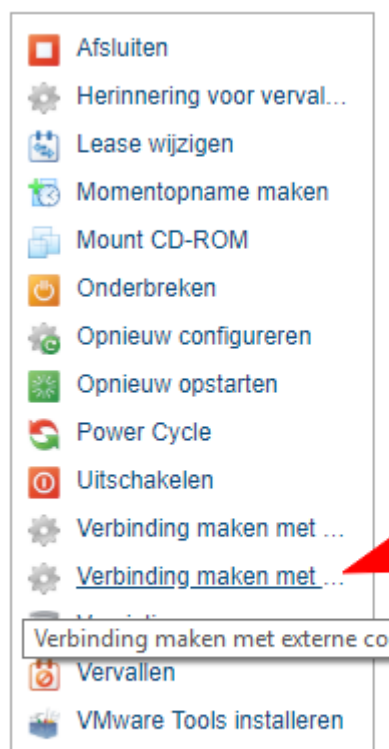 Afsluiten
Herinnering voor verval...
Lease wijzigen
Momentopname maken
Mount CD-ROM
Onderbreken
Opnieuw configureren
Opnieuw opstarten
Power Cycle
Uitschakelen
Verbinding maken met ...
Verbinding maken met ...
Verbinding maken met externe co
Vervallen
VMware Tools installeren